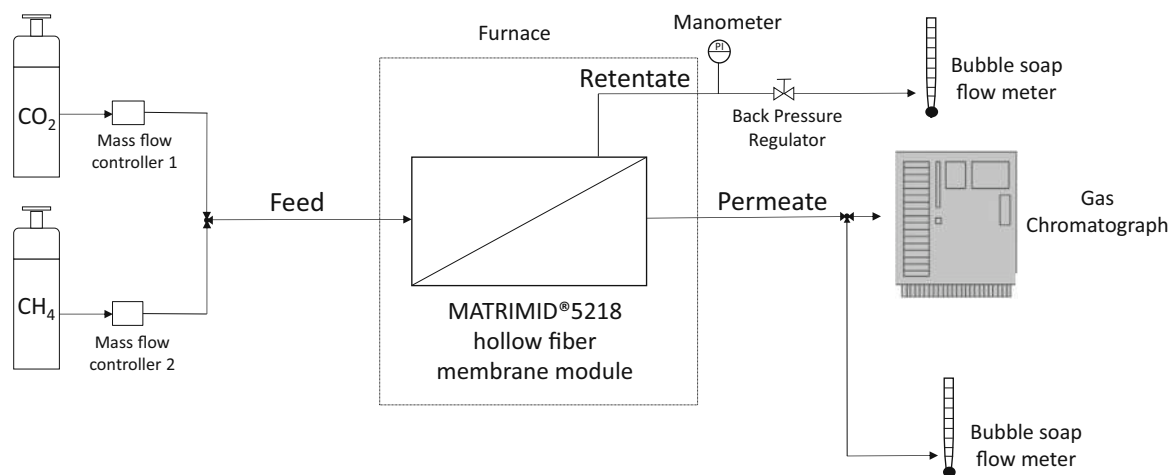 Manometer
Furnace
PI
Retentate
Bubble soap
flow meter
CO2
Back Pressure
Regulator
Mass flow
controller 1
Feed
Permeate
Gas
Chromatograph
CH4
MATRIMID®5218
hollow fiber
membrane module
Mass flow
controller 2
Bubble soap
flow meter